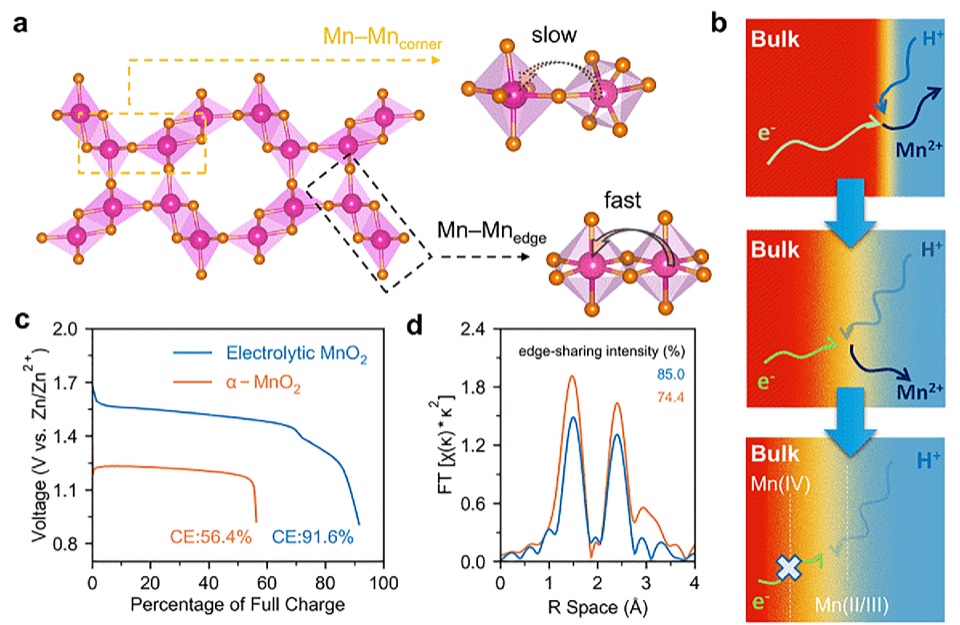 a
Mn–Mncorner
slow
Mn–Mnedge
fast
b
Bulk
H⁺
e⁻
Mn²⁺
Bulk
H⁺
e⁻
Mn²⁺
Bulk
Mn(IV)
H⁺
e⁻
Mn(II/III)
c
Voltage (V vs. Zn/Zn²⁺)
2.0
1.7
1.4
1.1
0.8
Electrolytic MnO₂
α – MnO₂
CE:56.4%
CE:91.6%
0 20 40 60 80 100
Percentage of Full Charge
d
FT [χ(κ) * κ²]
2.4
1.8
1.2
0.6
0.0
edge-sharing intensity (%)
85.0
74.4
0 1 2 3 4
R Space (Å)